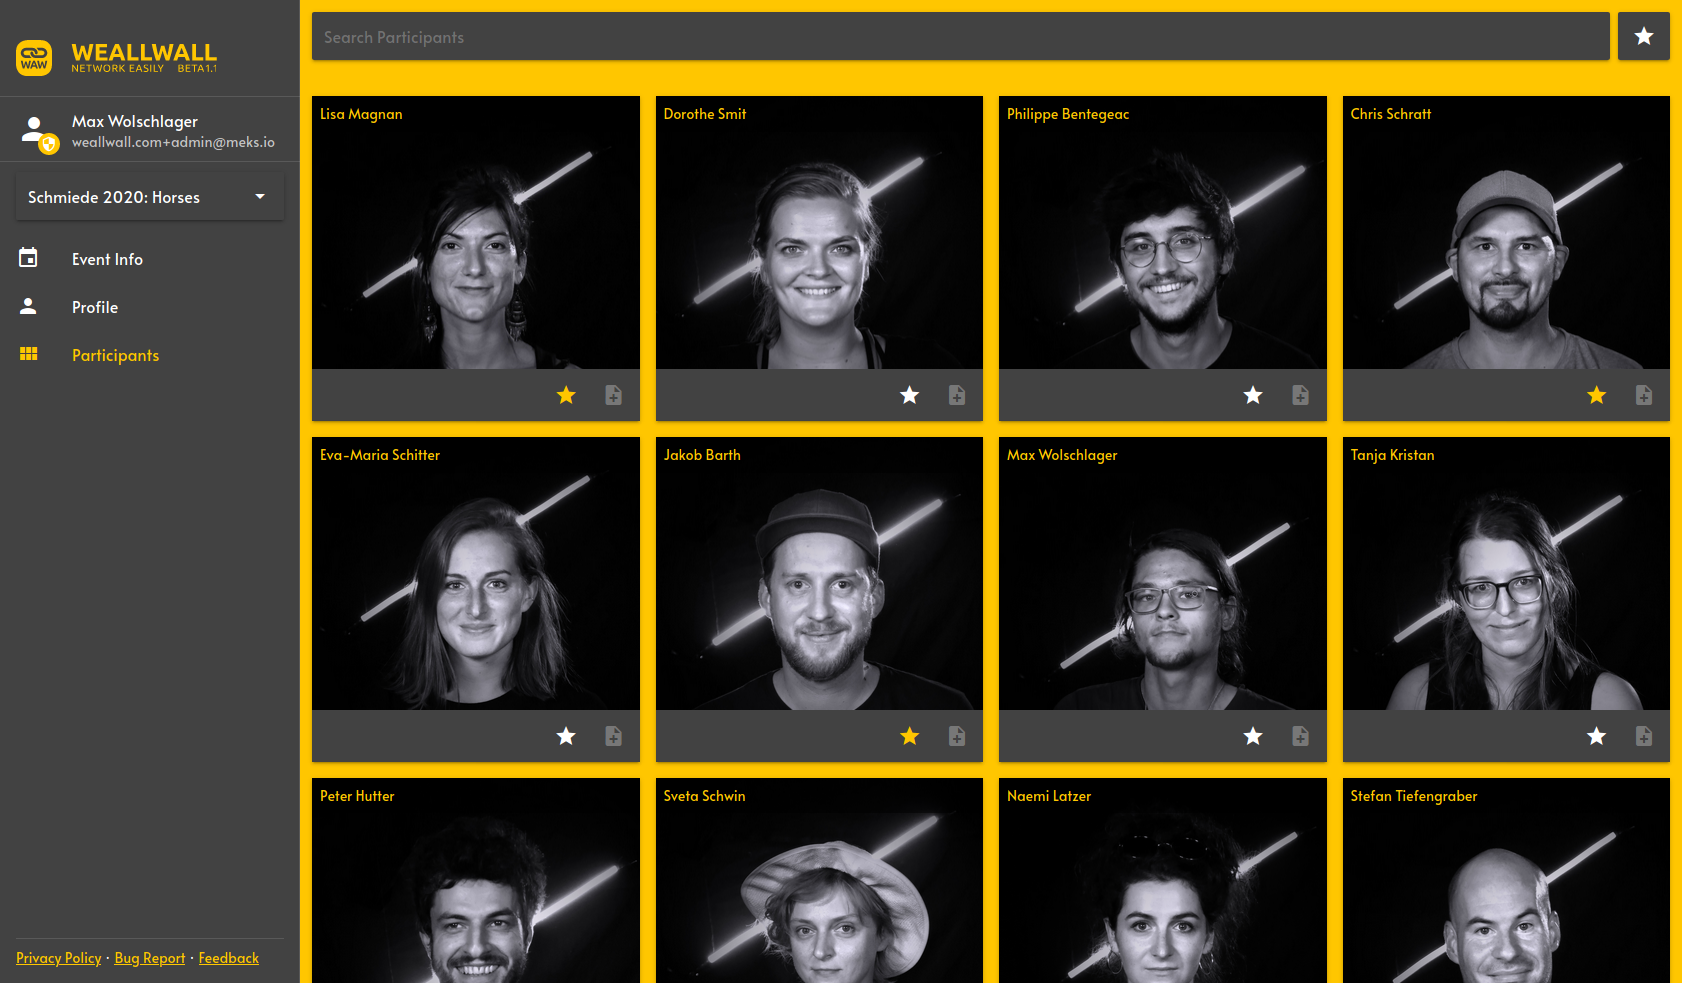 WAW
WEALLWALL
NETWORK EASILY BETA1.1
Max Wolschlager
weallwall.com+admin@meks.io
Schmiede 2020: Horses
Event Info
Profile
Participants
Privacy Policy · Bug Report · Feedback
Search Participants
Lisa Magnan
Dorothe Smit
Philippe Bentegeac
Chris Schratt
Eva-Maria Schitter
Jakob Barth
Max Wolschlager
Tanja Kristan
Peter Hutter
Sveta Schwin
Naemi Latzer
Stefan Tiefengraber